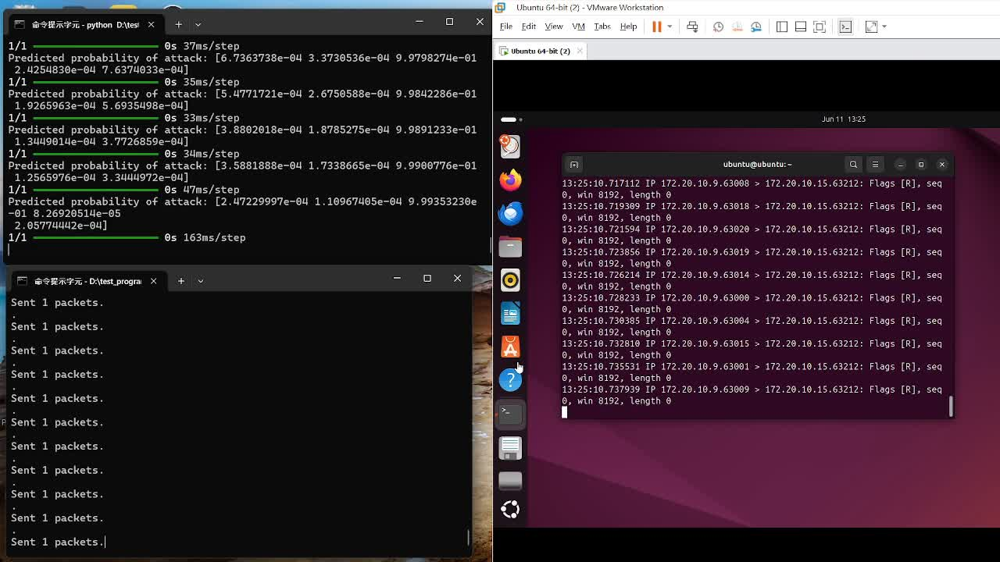 命令提示字元 - python D:\test
1/1 0s 37ms/step
Predicted probability of attack: [6.7363738e-04 3.3730536e-04 9.9798274e-01
2.4254830e-04 7.6374033e-04]
1/1 0s 35ms/step
Predicted probability of attack: [5.4771721e-04 2.6750588e-04 9.9842286e-01
1.9265963e-04 5.6935498e-04]
1/1 0s 33ms/step
Predicted probability of attack: [3.8802018e-04 1.8785275e-04 9.9891233e-01
1.3449014e-04 3.7726859e-04]
1/1 0s 34ms/step
Predicted probability of attack: [3.5881888e-04 1.7338665e-04 9.9900776e-01
1.2565976e-04 3.3444972e-04]
1/1 0s 47ms/step
Predicted probability of attack: [2.47229997e-04 1.10967405e-04 9.99353230e
-01 8.26920514e-05
2.05774442e-04]
1/1 0s 163ms/step
命令提示字元 - D:\test_program
Sent 1 packets.
.
Sent 1 packets.
.
Sent 1 packets.
.
Sent 1 packets.
.
Sent 1 packets.
.
Sent 1 packets.
.
Sent 1 packets.
.
Sent 1 packets.
.
Sent 1 packets.
.
Sent 1 packets.
.
Sent 1 packets.
Ubuntu 64-bit (2) - VMware Workstation
File Edit View VM Tabs Help
Ubuntu 64-bit (2)
Jun 11 13:25
ubuntu@ubuntu: ~
13:25:10.717112 IP 172.20.10.9.63008 > 172.20.10.15.63212: Flags [R], seq
0, win 8192, length 0
13:25:10.719309 IP 172.20.10.9.63018 > 172.20.10.15.63212: Flags [R], seq
0, win 8192, length 0
13:25:10.721594 IP 172.20.10.9.63020 > 172.20.10.15.63212: Flags [R], seq
0, win 8192, length 0
13:25:10.723856 IP 172.20.10.9.63019 > 172.20.10.15.63212: Flags [R], seq
0, win 8192, length 0
13:25:10.726214 IP 172.20.10.9.63014 > 172.20.10.15.63212: Flags [R], seq
0, win 8192, length 0
13:25:10.728233 IP 172.20.10.9.63000 > 172.20.10.15.63212: Flags [R], seq
0, win 8192, length 0
13:25:10.730385 IP 172.20.10.9.63004 > 172.20.10.15.63212: Flags [R], seq
0, win 8192, length 0
13:25:10.732810 IP 172.20.10.9.63015 > 172.20.10.15.63212: Flags [R], seq
0, win 8192, length 0
13:25:10.735531 IP 172.20.10.9.63001 > 172.20.10.15.63212: Flags [R], seq
0, win 8192, length 0
13:25:10.737939 IP 172.20.10.9.63009 > 172.20.10.15.63212: Flags [R], seq
0, win 8192, length 0